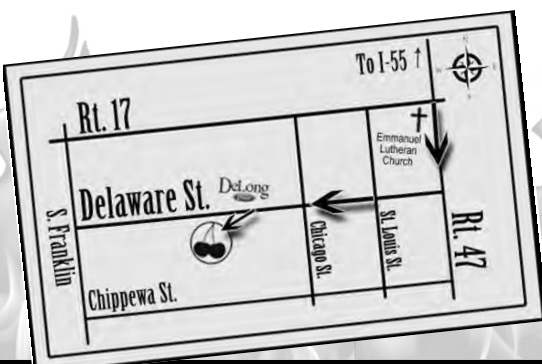 To I-55 ↑
Rt. 17
Emmanuel
Lutheran
Church
Delaware St.
DeLong
S. Franklin
Chicago St.
St. Louis St.
Rt. 47
Chippewa St.